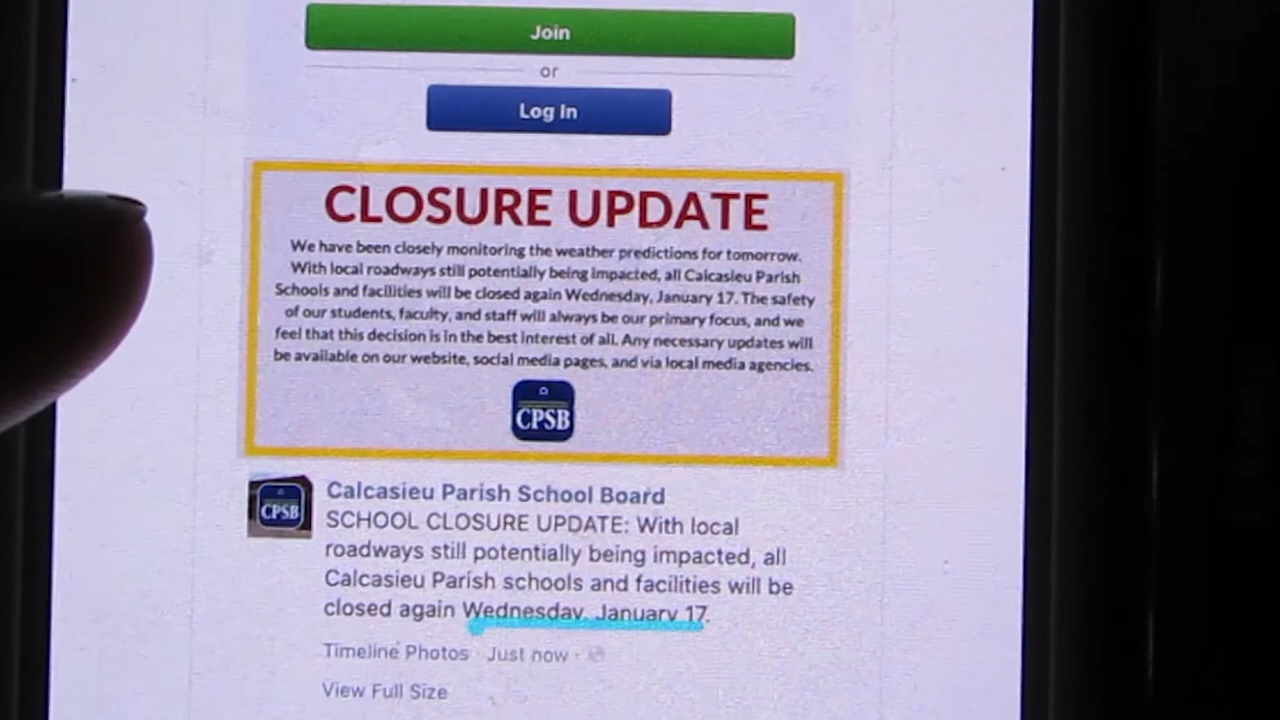 Join
or
Log In
CLOSURE UPDATE
We have been closely monitoring the weather predictions for tomorrow.
With local roadways still potentially being impacted, all Calcasieu Parish
Schools and facilities will be closed again Wednesday, January 17. The safety
of our students, faculty, and staff will always be our primary focus, and we
feel that this decision is in the best interest of all. Any necessary updates will
be available on our website, social media pages, and via local media agencies.
CPSB
CPSB
Calcasieu Parish School Board
SCHOOL CLOSURE UPDATE: With local
roadways still potentially being impacted, all
Calcasieu Parish schools and facilities will be
closed again Wednesday, January 17.
Timeline Photos · Just now ·
View Full Size